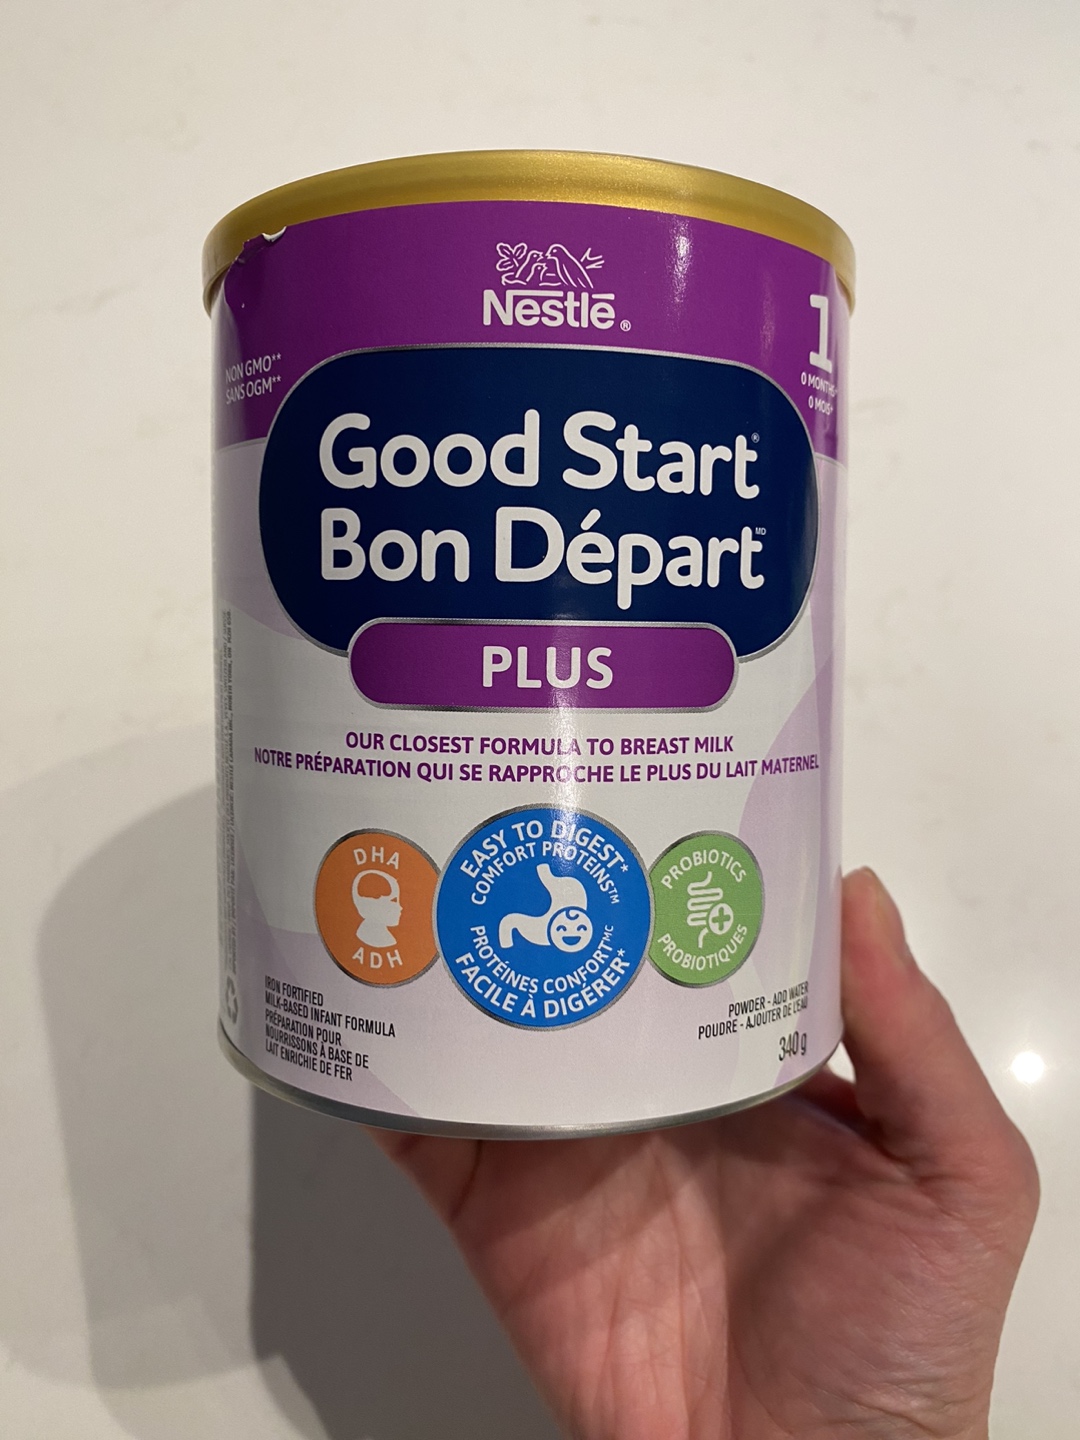 Nestlé®
NON GMO**
SANS OGM**
1
0 MONTHS+
0 MOIS+
Good Start®
Bon Départ MD
PLUS
OUR CLOSEST FORMULA TO BREAST MILK
NOTRE PRÉPARATION QUI SE RAPPROCHE LE PLUS DU LAIT MATERNEL
DHA
ADH
EASY TO DIGEST*
COMFORT PROTEINS™
PROTÉINES CONFORT MC
FACILE À DIGÉRER*
PROBIOTICS
PROBIOTIQUES
IRON FORTIFIED
MILK-BASED INFANT FORMULA
PRÉPARATION POUR
NOURRISSONS À BASE DE
LAIT ENRICHIE DE FER
POWDER - ADD WATER
POUDRE - AJOUTER DE L'EAU
340 g